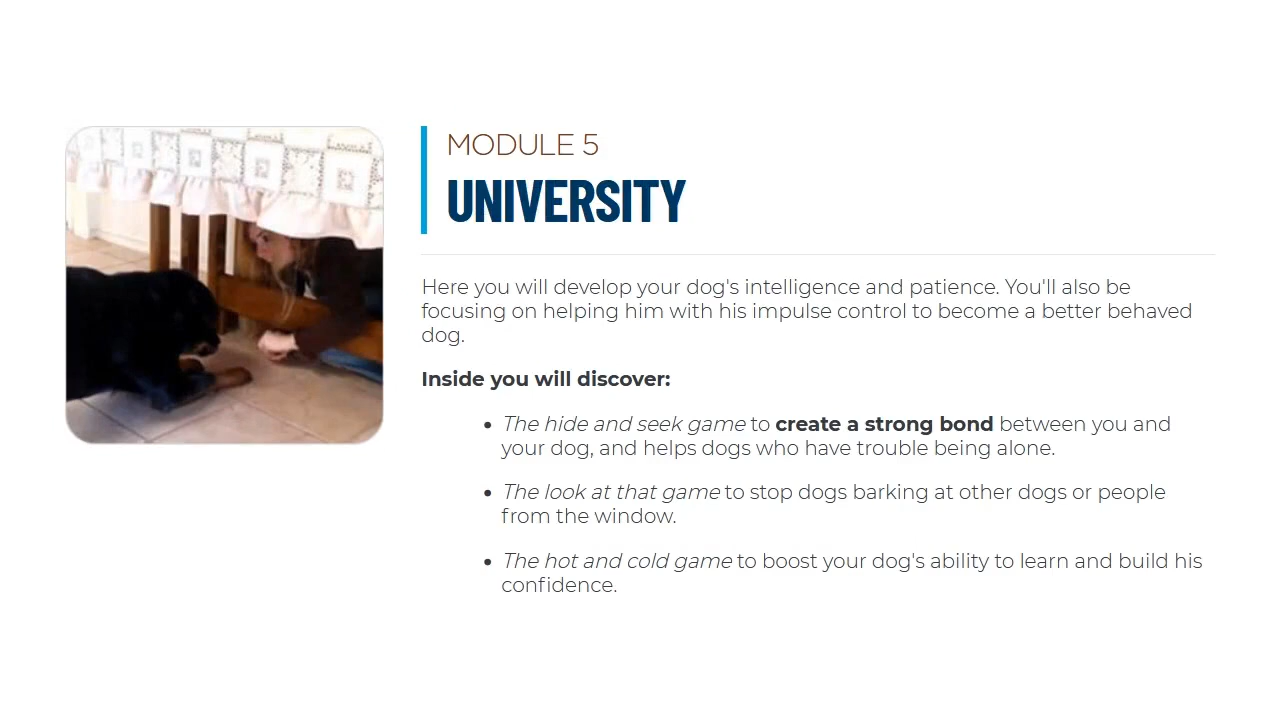 MODULE 5
UNIVERSITY
Here you will develop your dog's intelligence and patience. You'll also be
focusing on helping him with his impulse control to become a better behaved
dog.
Inside you will discover:
• The hide and seek game to create a strong bond between you and
your dog, and helps dogs who have trouble being alone.
• The look at that game to stop dogs barking at other dogs or people
from the window.
• The hot and cold game to boost your dog's ability to learn and build his
confidence.